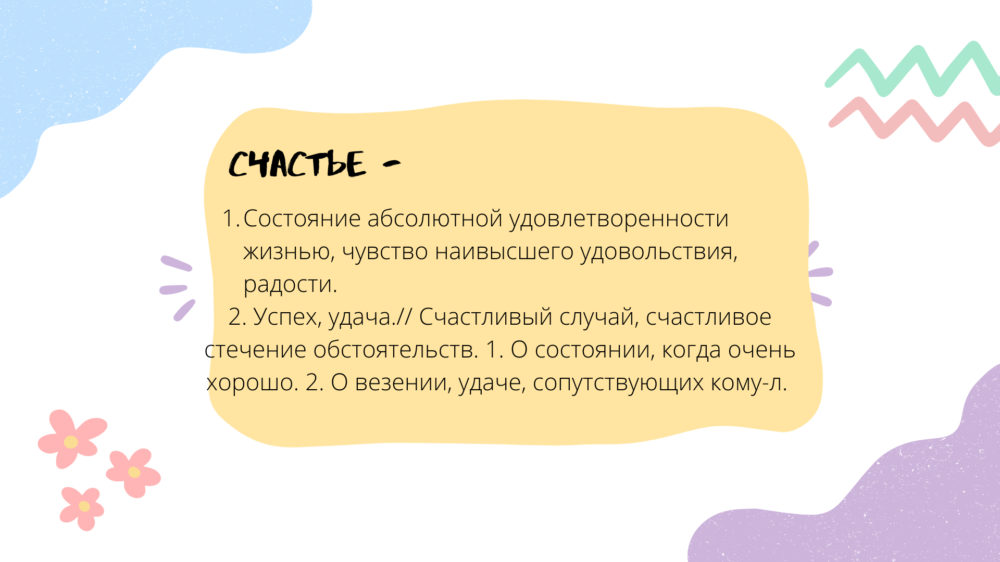 СЧАСТЬЕ -
1. Состояние абсолютной удовлетворенности
жизнью, чувство наивысшего удовольствия,
радости.
2. Успех, удача.// Счастливый случай, счастливое
стечение обстоятельств. 1. О состоянии, когда очень
хорошо. 2. О везении, удаче, сопутствующих кому-л.